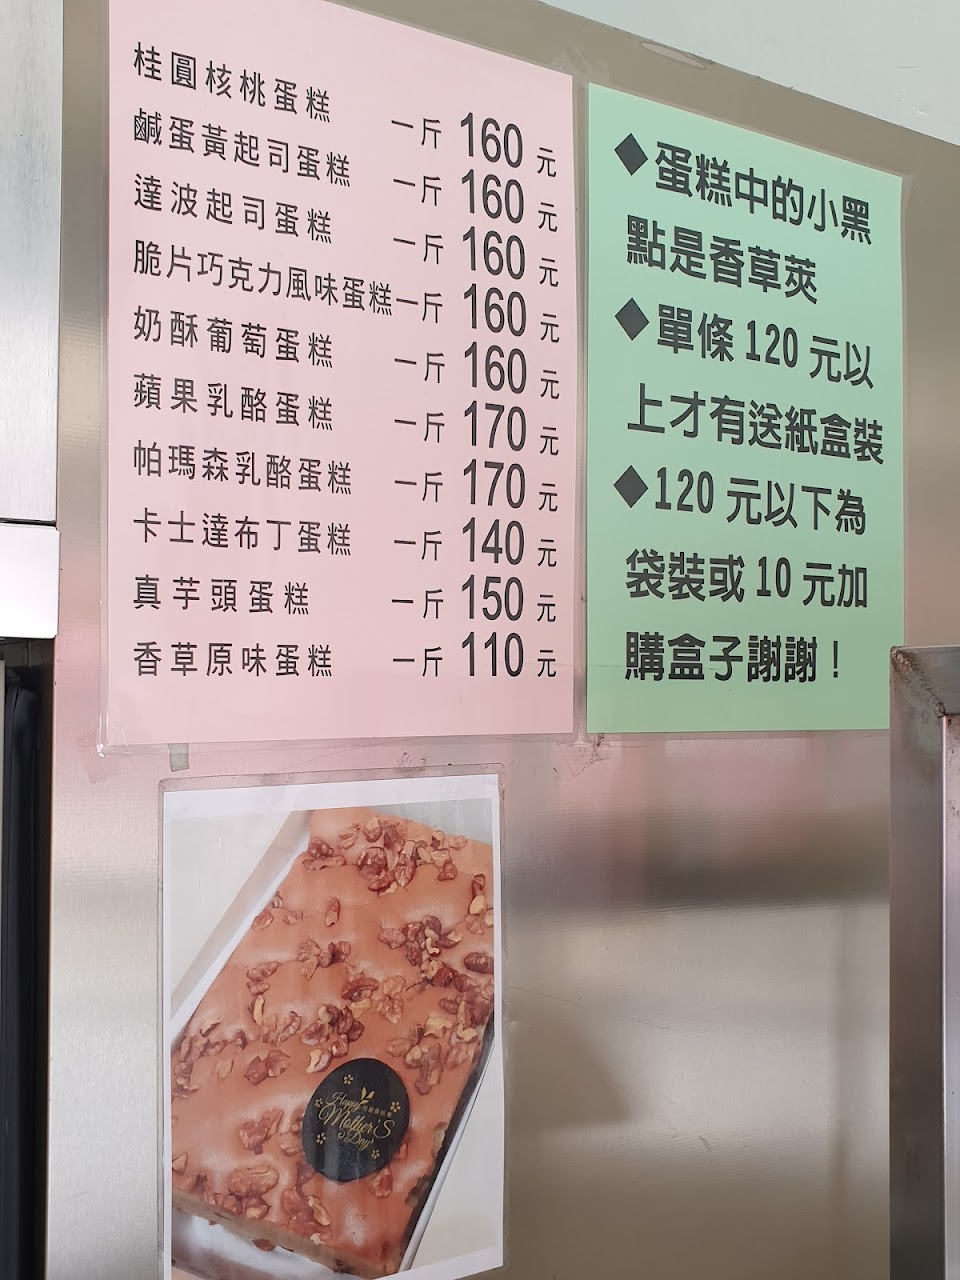 桂圓核桃蛋糕 一斤 160 元
鹹蛋黃起司蛋糕 一斤 160 元
達波起司蛋糕 一斤 160 元
脆片巧克力風味蛋糕 一斤 160 元
奶酥葡萄蛋糕 一斤 160 元
蘋果乳酪蛋糕 一斤 170 元
帕瑪森乳酪蛋糕 一斤 170 元
卡士達布丁蛋糕 一斤 140 元
真芋頭蛋糕 一斤 150 元
香草原味蛋糕 一斤 110 元
◆蛋糕中的小黑
點是香草莢
◆單條 120 元以
上才有送紙盒裝
◆120 元以下為
袋裝或 10 元加
購盒子謝謝！
Happy
Mother's
Day